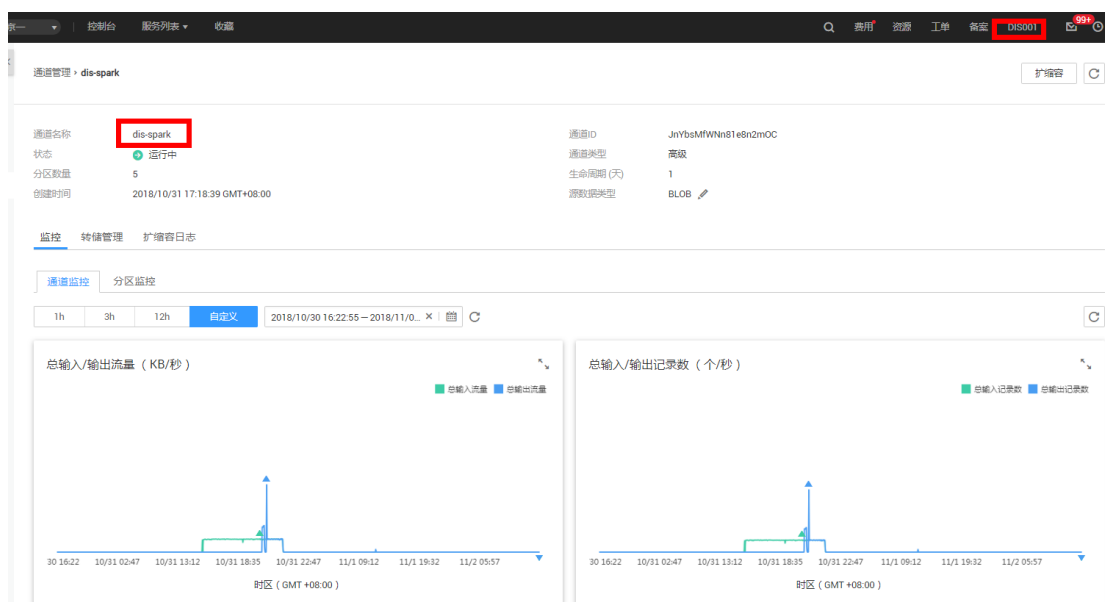 控制台 服务列表 收藏 费用 资源 工单 备案 DIS001 99+
通道管理 › dis-spark 扩缩容
通道名称 dis-spark 通道ID JnYbsMfWNn81e8n2mOC
状态 运行中 通道类型 高级
分区数量 5 生命周期 (天) 1
创建时间 2018/10/31 17:18:39 GMT+08:00 源数据类型 BLOB
监控 转储管理 扩缩容日志
通道监控 分区监控
1h 3h 12h 自定义 2018/10/30 16:22:55 – 2018/11/0... ×
总输入/输出流量 ( KB/秒 ) 总输入/输出记录数 ( 个/秒 )
总输入流量 总输出流量 总输入记录数 总输出记录数
30 16:22 10/31 02:47 10/31 13:12 10/31 18:35 10/31 22:47 11/1 09:12 11/1 19:32 11/2 05:57 30 16:22 10/31 02:47 10/31 13:12 10/31 18:35 10/31 22:47 11/1 09:12 11/1 19:32 11/2 05:57
时区 ( GMT +08:00 ) 时区 ( GMT +08:00 )